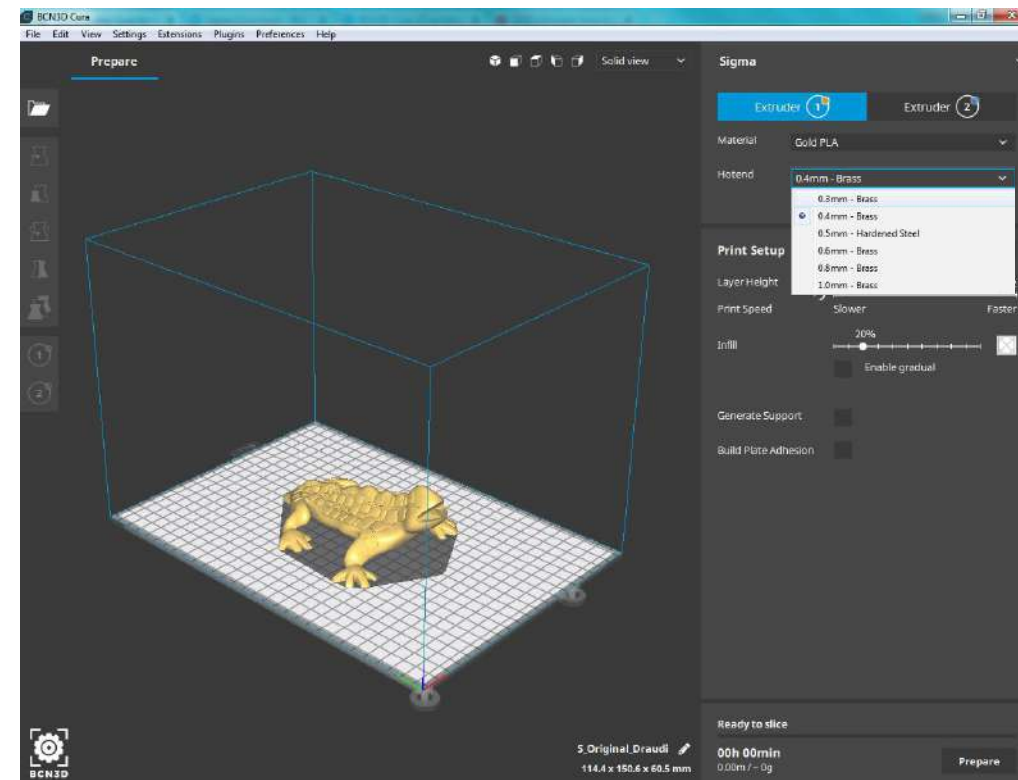 BCN3D Cura
File Edit View Settings Extensions Plugins Preferences Help
Prepare
Solid view
Sigma
Extruder 1
Extruder 2
Material
Gold PLA
Hotend
0.4mm - Brass
0.3mm - Brass
0.4mm - Brass
0.5mm - Hardened Steel
0.6mm - Brass
0.8mm - Brass
1.0mm - Brass
Print Setup
Layer Height
Print Speed
Slower
Faster
20%
Infill
Enable gradual
Generate Support
Build Plate Adhesion
1
2
S_Original_Draudi
114.4 x 150.6 x 60.5 mm
Ready to slice
00h 00min
0.00m / ~ 0g
Prepare
BCN3D